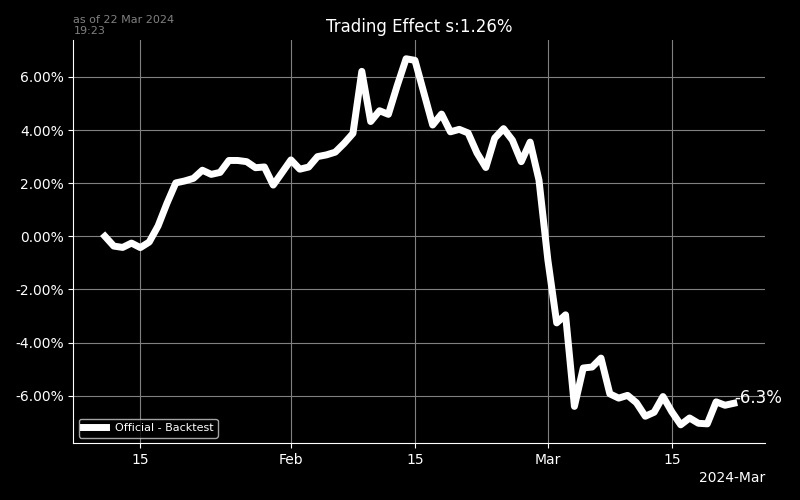 as of 22 Mar 2024
19:23
Trading Effect s:1.26%
6.00%
4.00%
2.00%
0.00%
-2.00%
-4.00%
-6.00%
-6.3%
Official - Backtest
15
Feb
15
Mar
15
2024-Mar